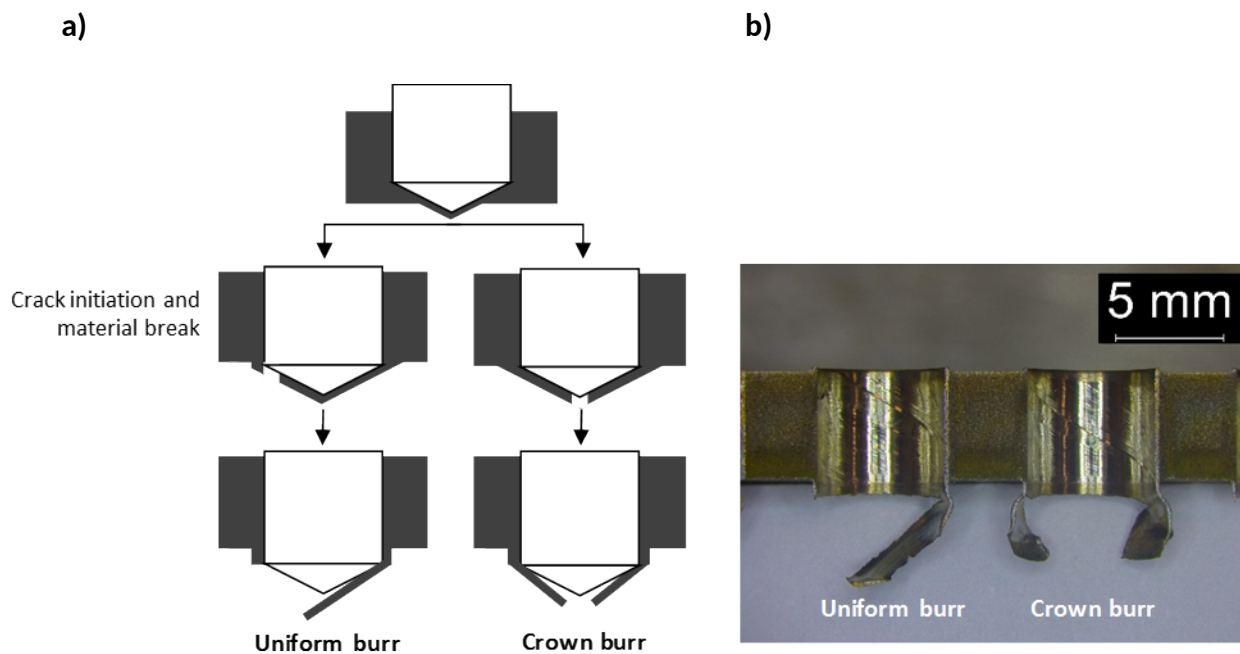 a)
b)
Crack initiation and
material break
Uniform burr
Crown burr
5 mm
Uniform burr
Crown burr